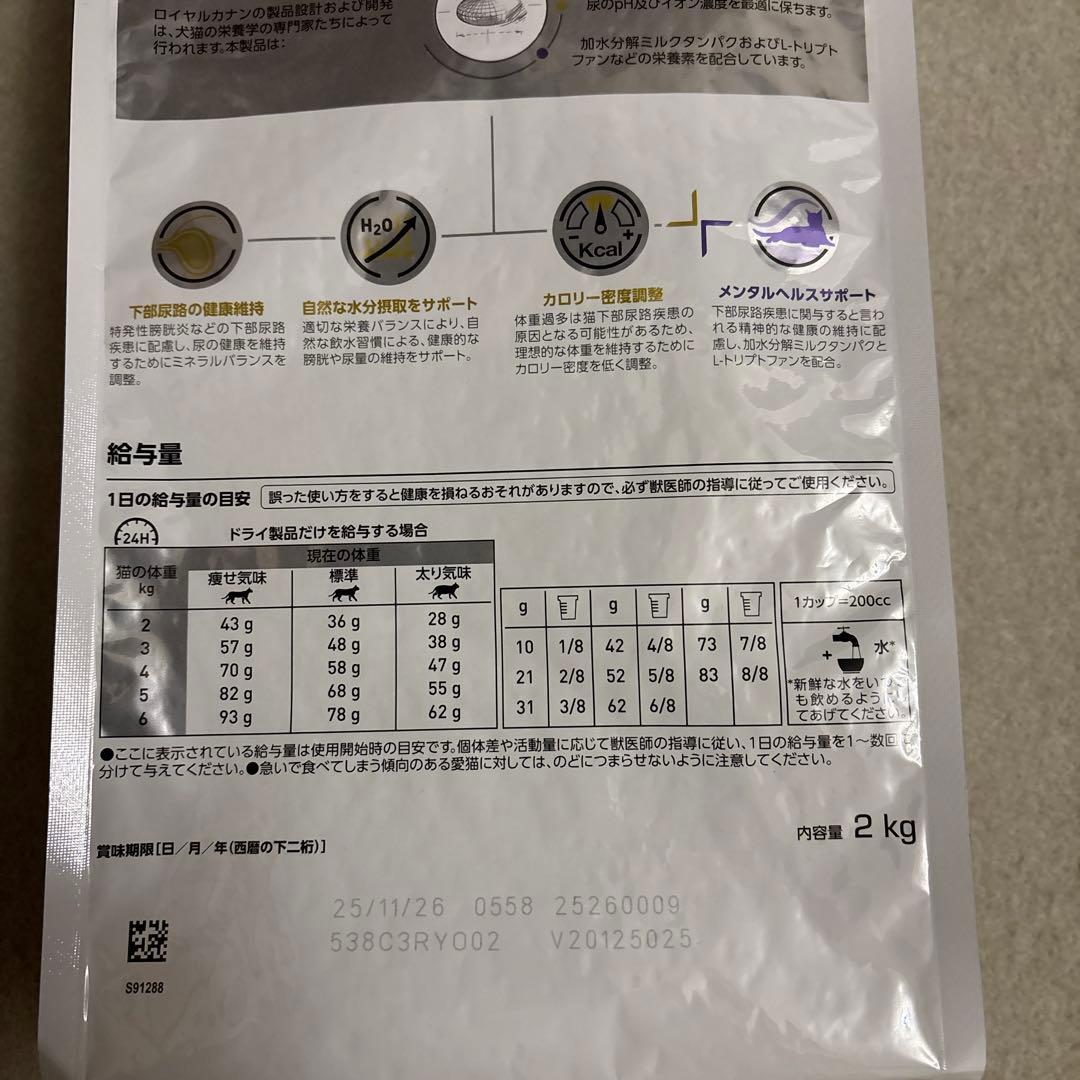 ロイヤルカナンの製品設計および開発
は、犬猫の栄養学の専門家たちによって
行われます。本製品は：
尿のpH及びイオン濃度を最適に保ちます。
加水分解ミルクタンパクおよびL-トリプト
ファンなどの栄養素を配合しています。
下部尿路の健康維持
特発性膀胱炎などの下部尿路
疾患に配慮し、尿の健康を維持
するためにミネラルバランスを
調整。
H₂O
自然な水分摂取をサポート
適切な栄養バランスにより、自
然な飲水習慣による、健康的な
膀胱や尿量の維持をサポート。
- Kcal +
カロリー密度調整
体重過多は猫下部尿路疾患の
原因となる可能性があるため、
理想的な体重を維持するために
カロリー密度を低く調整。
メンタルヘルスサポート
下部尿路疾患に関与すると言わ
れる精神的な健康の維持に配
慮し、加水分解ミルクタンパクと
L-トリプトファンを配合。
給与量
1日の給与量の目安 誤った使い方をすると健康を損ねるおそれがありますので、必ず獣医師の指導に従ってご使用ください。
24H ドライ製品だけを給与する場合
猫の体重 kg 現在の体重
痩せ気味 標準 太り気味
2 43 g 36 g 28 g
3 57 g 48 g 38 g
4 70 g 58 g 47 g
5 82 g 68 g 55 g
6 93 g 78 g 62 g
g g g
10 1/8 42 4/8 73 7/8
21 2/8 52 5/8 83 8/8
31 3/8 62 6/8
1カップ=200cc
+ 水*
*新鮮な水をいつ
も飲めるように
てあげてください。
●ここに表示されている給与量は使用開始時の目安です。個体差や活動量に応じて獣医師の指導に従い、1日の給与量を1〜数回
分けて与えてください。●急いで食べてしまう傾向のある愛猫に対しては、のどにつまらせないように注意してください。
内容量 2 kg
賞味期限[日／月／年(西暦の下二桁)]
25/11/26 0558 25260009
538C3RYO02 V20125025
S91288